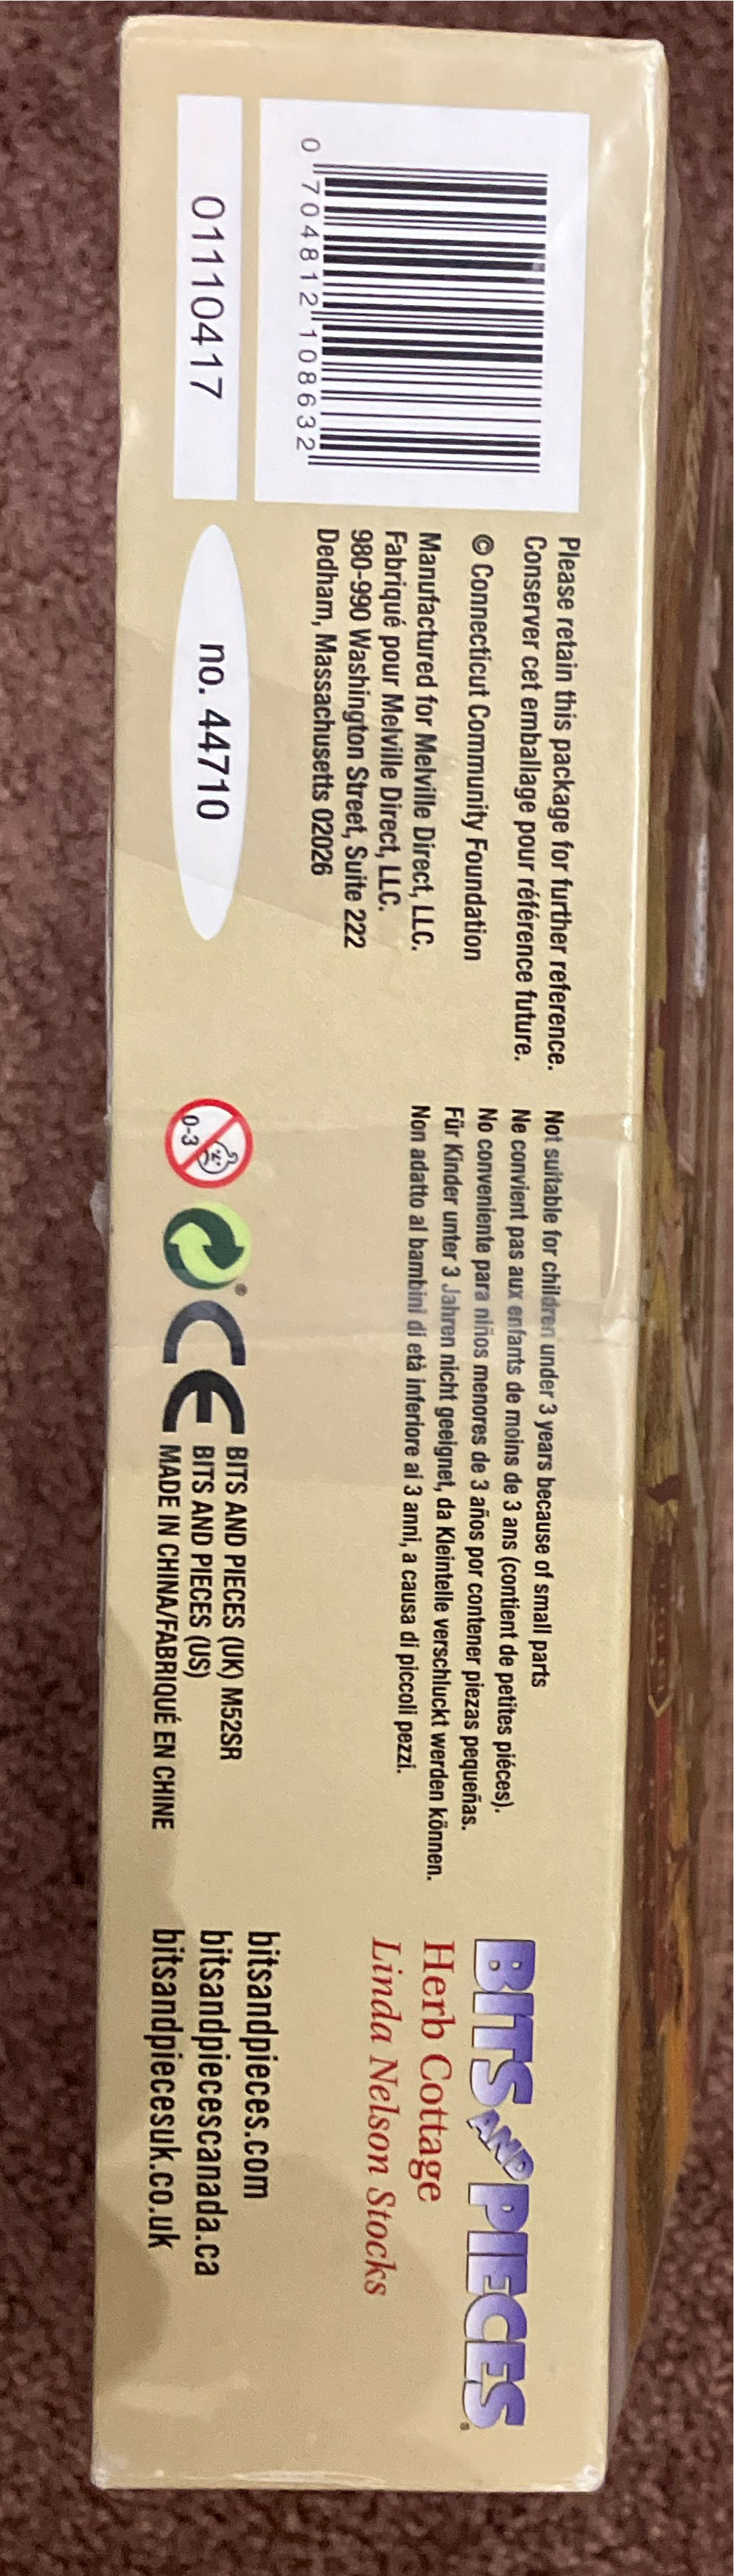 0 704812 108632
01110417
Please retain this package for further reference.
Conserver cet emballage pour référence future.
© Connecticut Community Foundation
Manufactured for Melville Direct, LLC.
Fabriqué pour Melville Direct, LLC.
980-990 Washington Street, Suite 222
Dedham, Massachusetts 02026
no. 44710
Not suitable for children under 3 years because of small parts
Ne convient pas aux enfants de moins de 3 ans (contient de petites piéces).
No conveniente para niños menores de 3 años por contener piezas pequeñas.
Für Kinder unter 3 Jahren nicht geeignet, da Kleintelle verschluckt werden können.
Non adatto al bambini di età inferiore ai 3 anni, a causa di piccoli pezzi.
0-3
®
CE
BITS AND PIECES (UK) M52SR
BITS AND PIECES (US)
MADE IN CHINA/FABRIQUÉ EN CHINE
BITS AND PIECES®
Herb Cottage
Linda Nelson Stocks
bitsandpieces.com
bitsandpiecescanada.ca
bitsandpiecesuk.co.uk